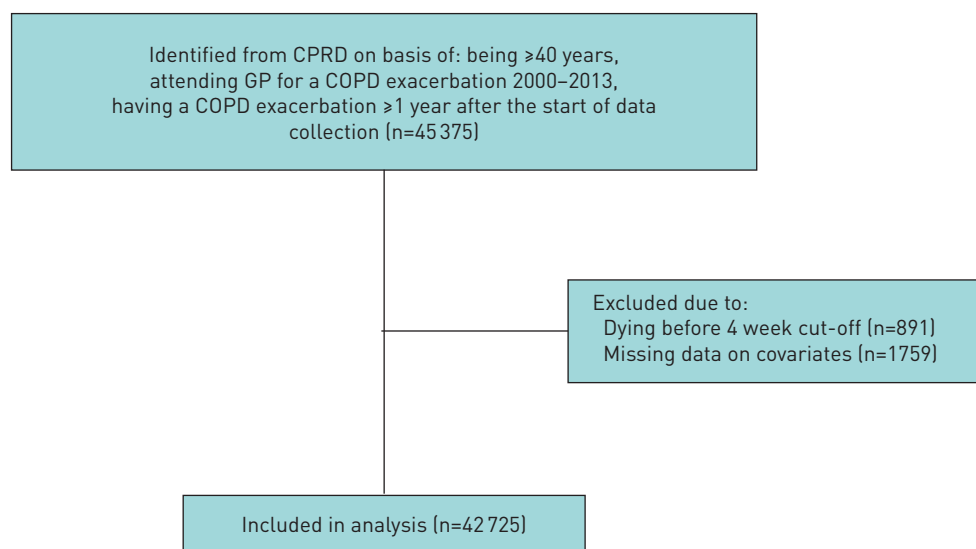 Identified from CPRD on basis of: being ≥40 years,
attending GP for a COPD exacerbation 2000–2013,
having a COPD exacerbation ≥1 year after the start of data
collection (n=45 375)
Excluded due to:
Dying before 4 week cut-off (n=891)
Missing data on covariates (n=1759)
Included in analysis (n=42 725)